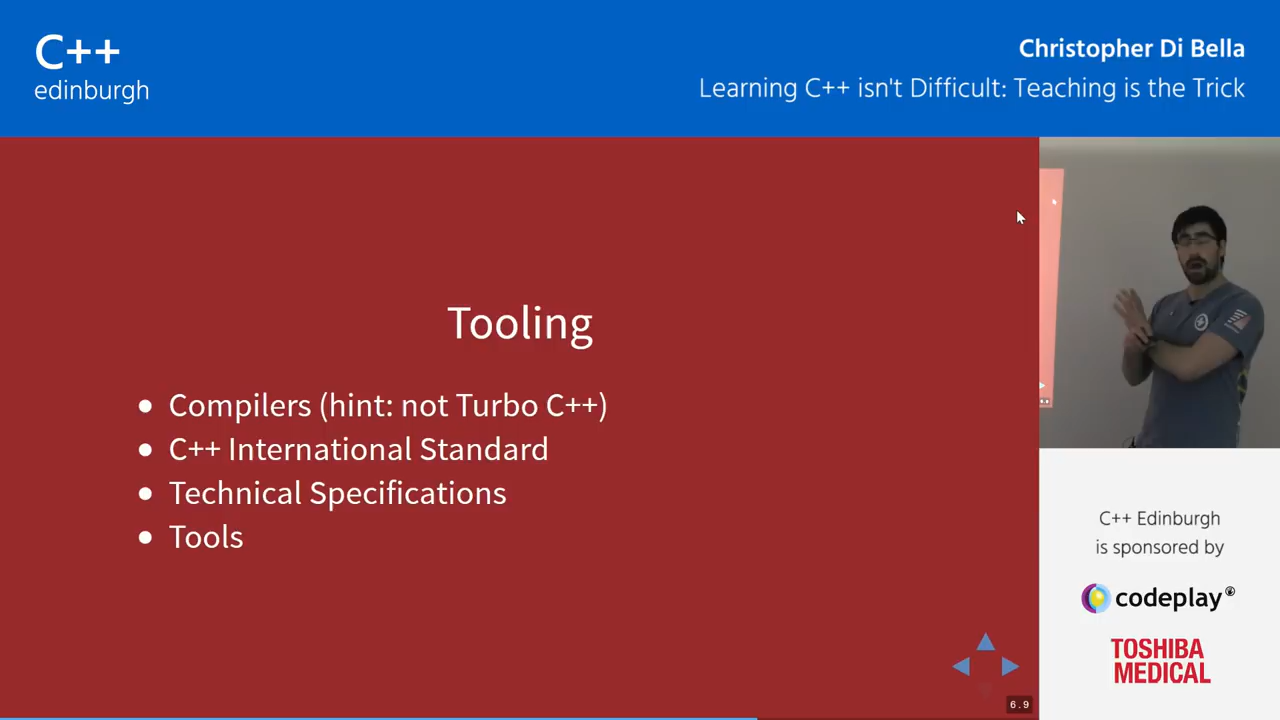 C++
edinburgh
Christopher Di Bella
Learning C++ isn't Difficult: Teaching is the Trick
Tooling
• Compilers (hint: not Turbo C++)
• C++ International Standard
• Technical Specifications
• Tools
6.9
C++ Edinburgh
is sponsored by
codeplay®
TOSHIBA
MEDICAL